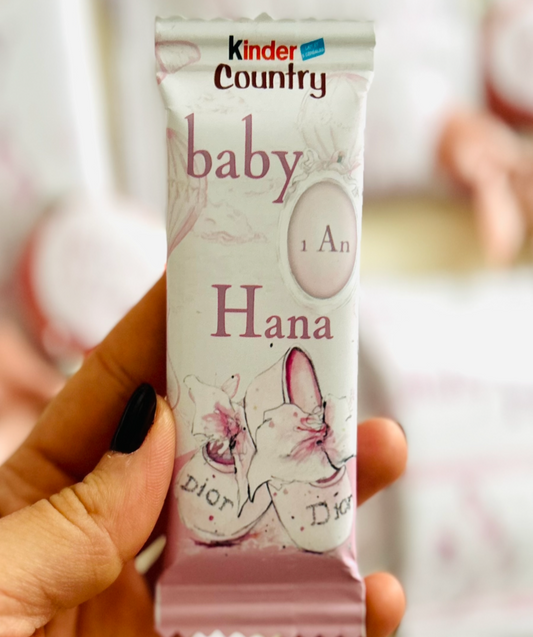 Kinder
Country
baby
1 An
Hana
Dior
Dior